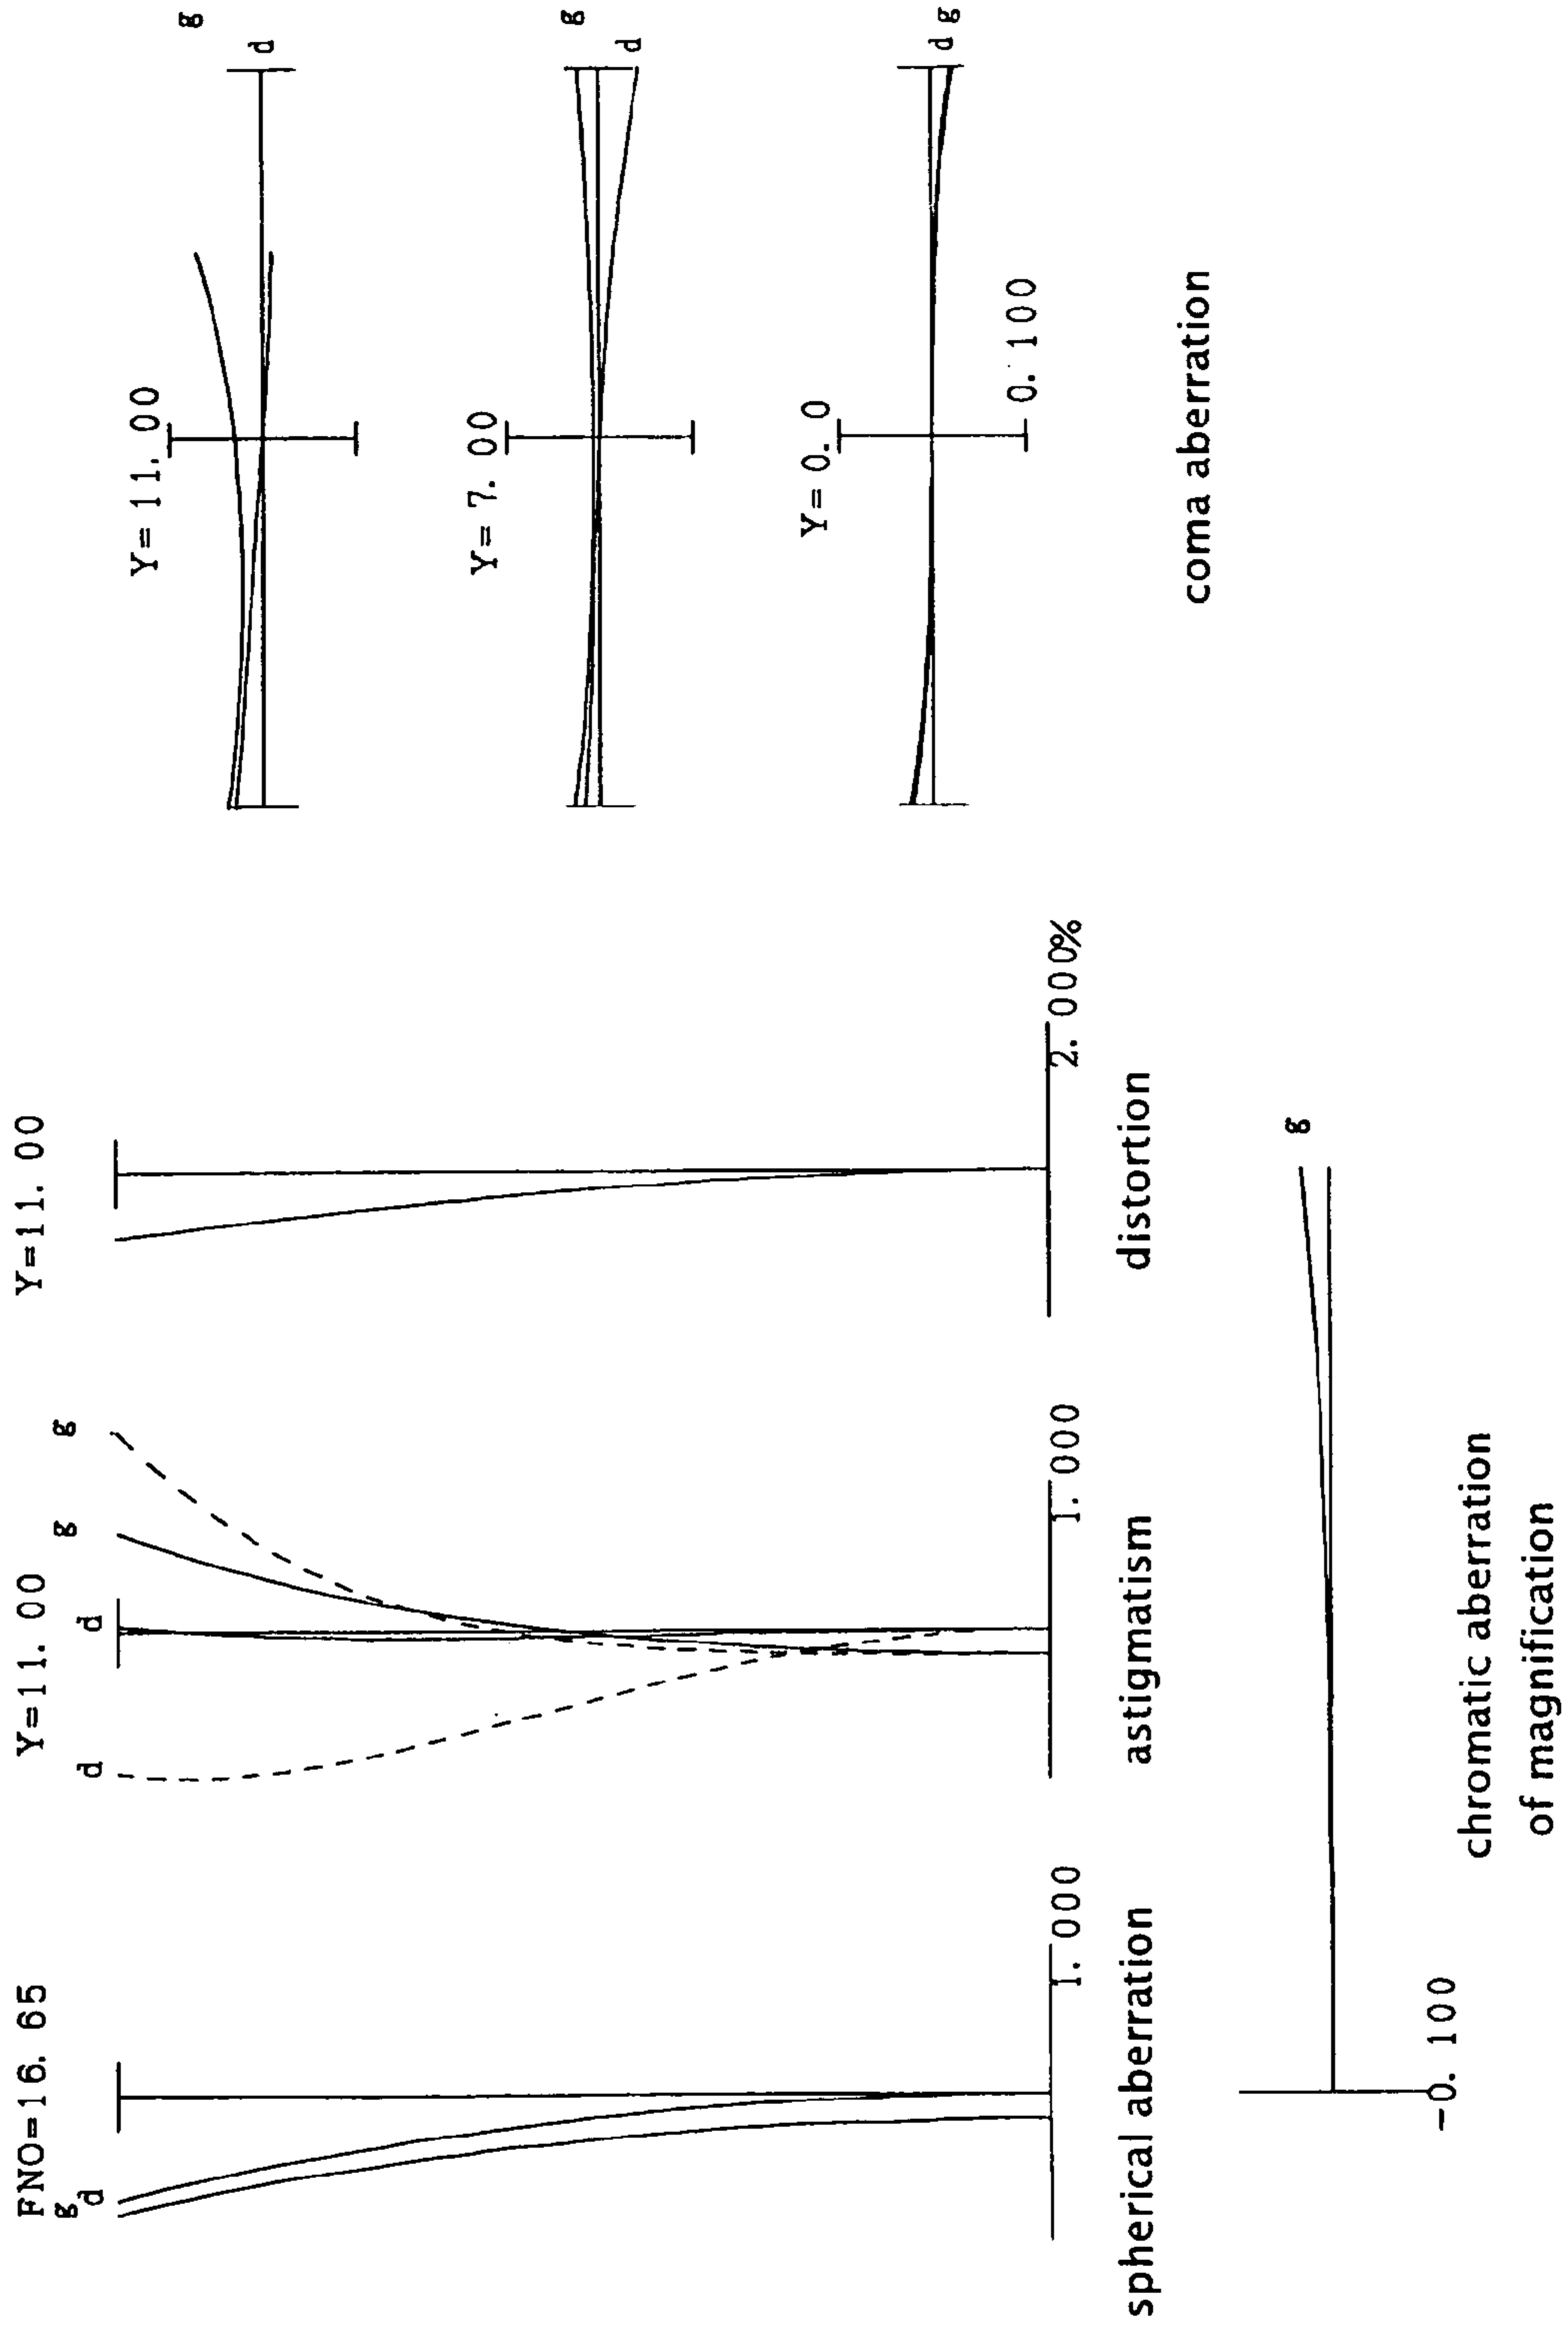 FNO=16.65
g
d
1.000
spherical aberration
Y=11.00
d
d
g
g
1.000
astigmatism
Y=11.00
2.000%
distortion
Y=11.00
g
d
Y=7.00
g
d
Y=0.0
d g
0.100
coma aberration
g
-0.100
chromatic aberration
of magnification